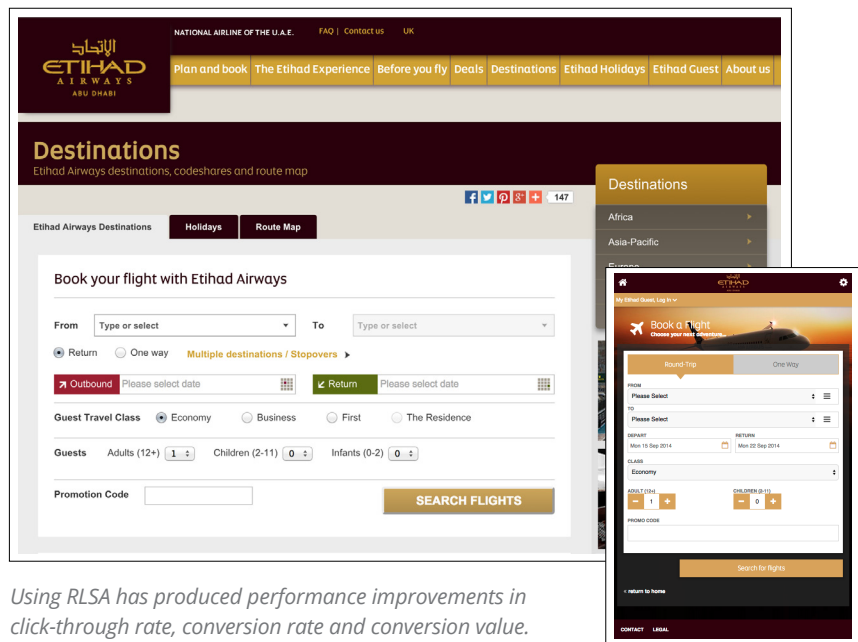 الإتحاد
ETIHAD
AIRWAYS
ABU DHABI
NATIONAL AIRLINE OF THE U.A.E. FAQ | Contact us UK
Plan and book The Etihad Experience Before you fly Deals Destinations Etihad Holidays Etihad Guest About us
Destinations
Etihad Airways destinations, codeshares and route map
147
Etihad Airways Destinations Holidays Route Map
Book your flight with Etihad Airways
From Type or select To Type or select
Return One way Multiple destinations / Stopovers
Outbound Please select date Return Please select date
Guest Travel Class Economy Business First The Residence
Guests Adults (12+) 1 Children (2-11) 0 Infants (0-2) 0
Promotion Code
SEARCH FLIGHTS
Destinations
Africa
Asia-Pacific
ETIHAD
My Etihad Guest, Log In
Book a Flight
Choose your next adventure...
Round-Trip One Way
FROM
Please Select
TO
Please Select
DEPART RETURN
Mon 15 Sep 2014 Mon 22 Sep 2014
CLASS
Economy
ADULT (12+) CHILDREN (2-11)
- 1 + - 0 +
PROMO CODE
Search for flights
< return to home
CONTACT LEGAL
Using RLSA has produced performance improvements in
click-through rate, conversion rate and conversion value.